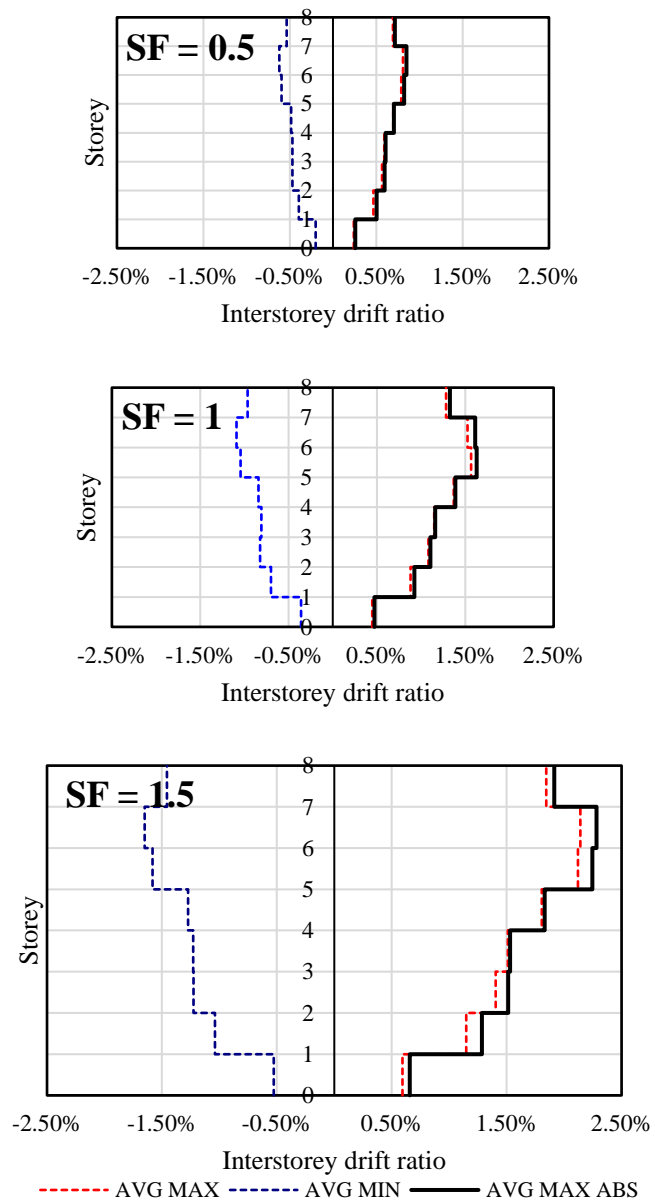 SF = 0.5
8
7
6
5
4
3
2
1
0
Storey
-2.50% -1.50% -0.50% 0.50% 1.50% 2.50%
Interstorey drift ratio
SF = 1
8
7
6
5
4
3
2
1
0
Storey
-2.50% -1.50% -0.50% 0.50% 1.50% 2.50%
Interstorey drift ratio
SF = 1.5
8
7
6
5
4
3
2
1
0
Storey
-2.50% -1.50% -0.50% 0.50% 1.50% 2.50%
Interstorey drift ratio
AVG MAX AVG MIN AVG MAX ABS